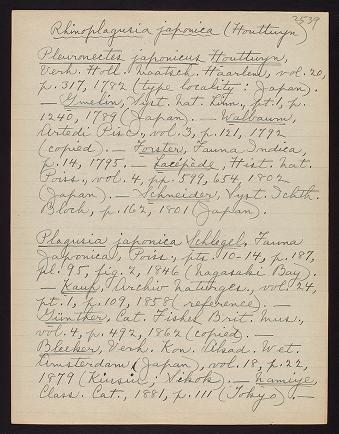 2539
Rhinoplagusia japonica (Houttuyn)
Pleuronectes japonicus Houttuyn,
Verh. Holl. Maatsch. Haarlem, vol. 20,
p. 317, 1782 (type locality: Japan).
— Gmelin, Syst. Nat. Linn., pt. 1, p.
1240, 1789 (Japan). — Walbaum,
Artedi Pisc., vol. 3, p. 121, 1792
(copied). — Forster, Fauna Indica,
p. 14, 1795. — Lacépède, Hist. Nat.
Poiss., vol. 4, pp. 599, 654 1802
(Japan). — Schneider, Syst. Ichth.
Bloch, p. 162, 1801 (Japan).
Plagusia japonica Schlegel, Fauna
Japonica, Poiss., pts. 10-14, p. 187,
pl. 95, fig. 2, 1846 (Nagasaki Bay).
— Kaup, Archiv Naturges., vol. 24,
pt. 1, p. 109, 1858 (reference). —
Günther, Cat. Fishes Brit. Mus.,
vol. 4, p. 492, 1862 (copied).
Bleeker, Verh. Kon. Akad. Wet.
Amsterdam (Japan), vol. 18, p. 22,
1879 (Kiusiu; Sikok). — Namiye,
Class. Cat., 1881, p. 111 (Tokyo). —